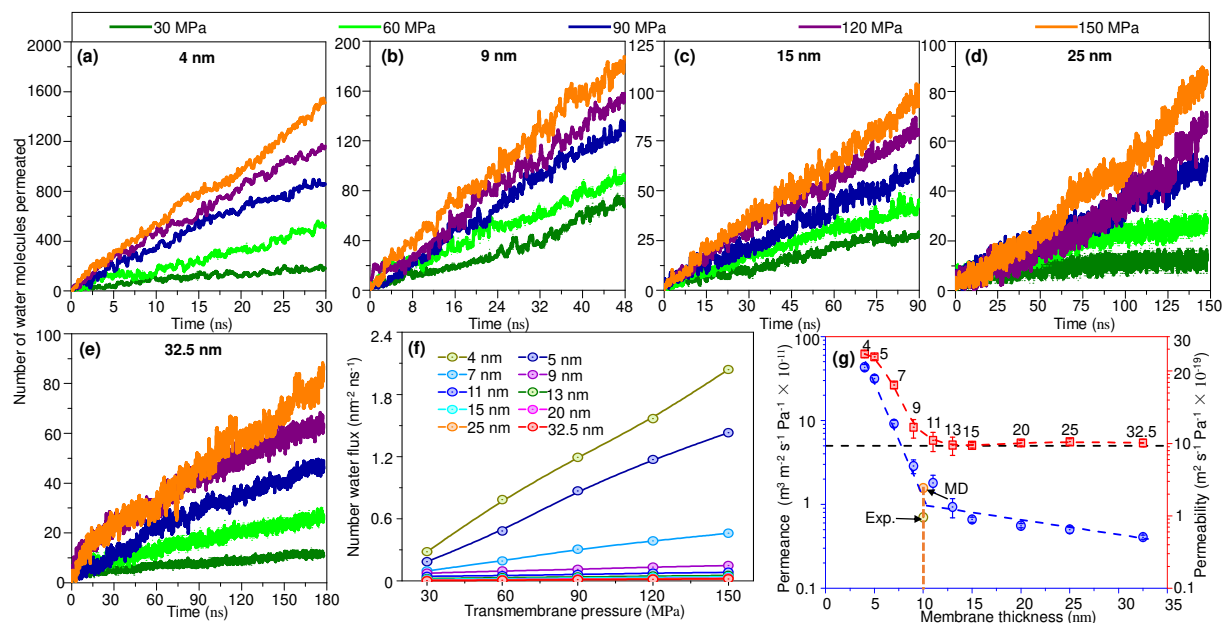 30 MPa 60 MPa 90 MPa 120 MPa 150 MPa
Number of water molecules permeated
(a) 4 nm
2000
1600
1200
800
400
0
0 5 10 15 20 25 30
Time (ns)
(b) 9 nm
200
160
120
80
40
0
0 8 16 24 32 40 48
Time (ns)
(c) 15 nm
125
100
75
50
25
0
0 15 30 45 60 75 90
Time (ns)
(d) 25 nm
100
80
60
40
20
0
0 25 50 75 100 125 150
Time (ns)
(e) 32.5 nm
100
80
60
40
20
0
0 30 60 90 120 150 180
Time (ns)
(f)
Number water flux (nm⁻² ns⁻¹)
2.4
1.8
1.2
0.6
0
4 nm 5 nm
7 nm 9 nm
11 nm 13 nm
15 nm 20 nm
25 nm 32.5 nm
30 60 90 120 150
Transmembrane pressure (MPa)
(g)
Permeance (m³ m⁻² s⁻¹ Pa⁻¹ × 10⁻¹¹)
100
10
1
0.1
4 5 7 9 11 13 15 20 25 32.5
MD
Exp.
30
20
10
1
0.1
Permeability (m² s⁻¹ Pa⁻¹ × 10⁻¹⁹)
0 5 10 15 20 25 30 35
Membrane thickness (nm)